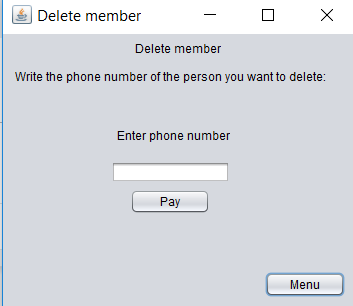 Delete member
Delete member
Write the phone number of the person you want to delete:
Enter phone number
Pay
Menu